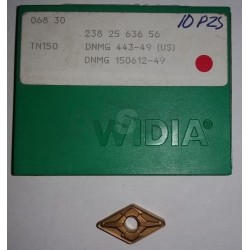 068 30
10 PZS
238 25 636 56
TN150 DNMG 443-49 (US)
DNMG 150612-49
WIDIA